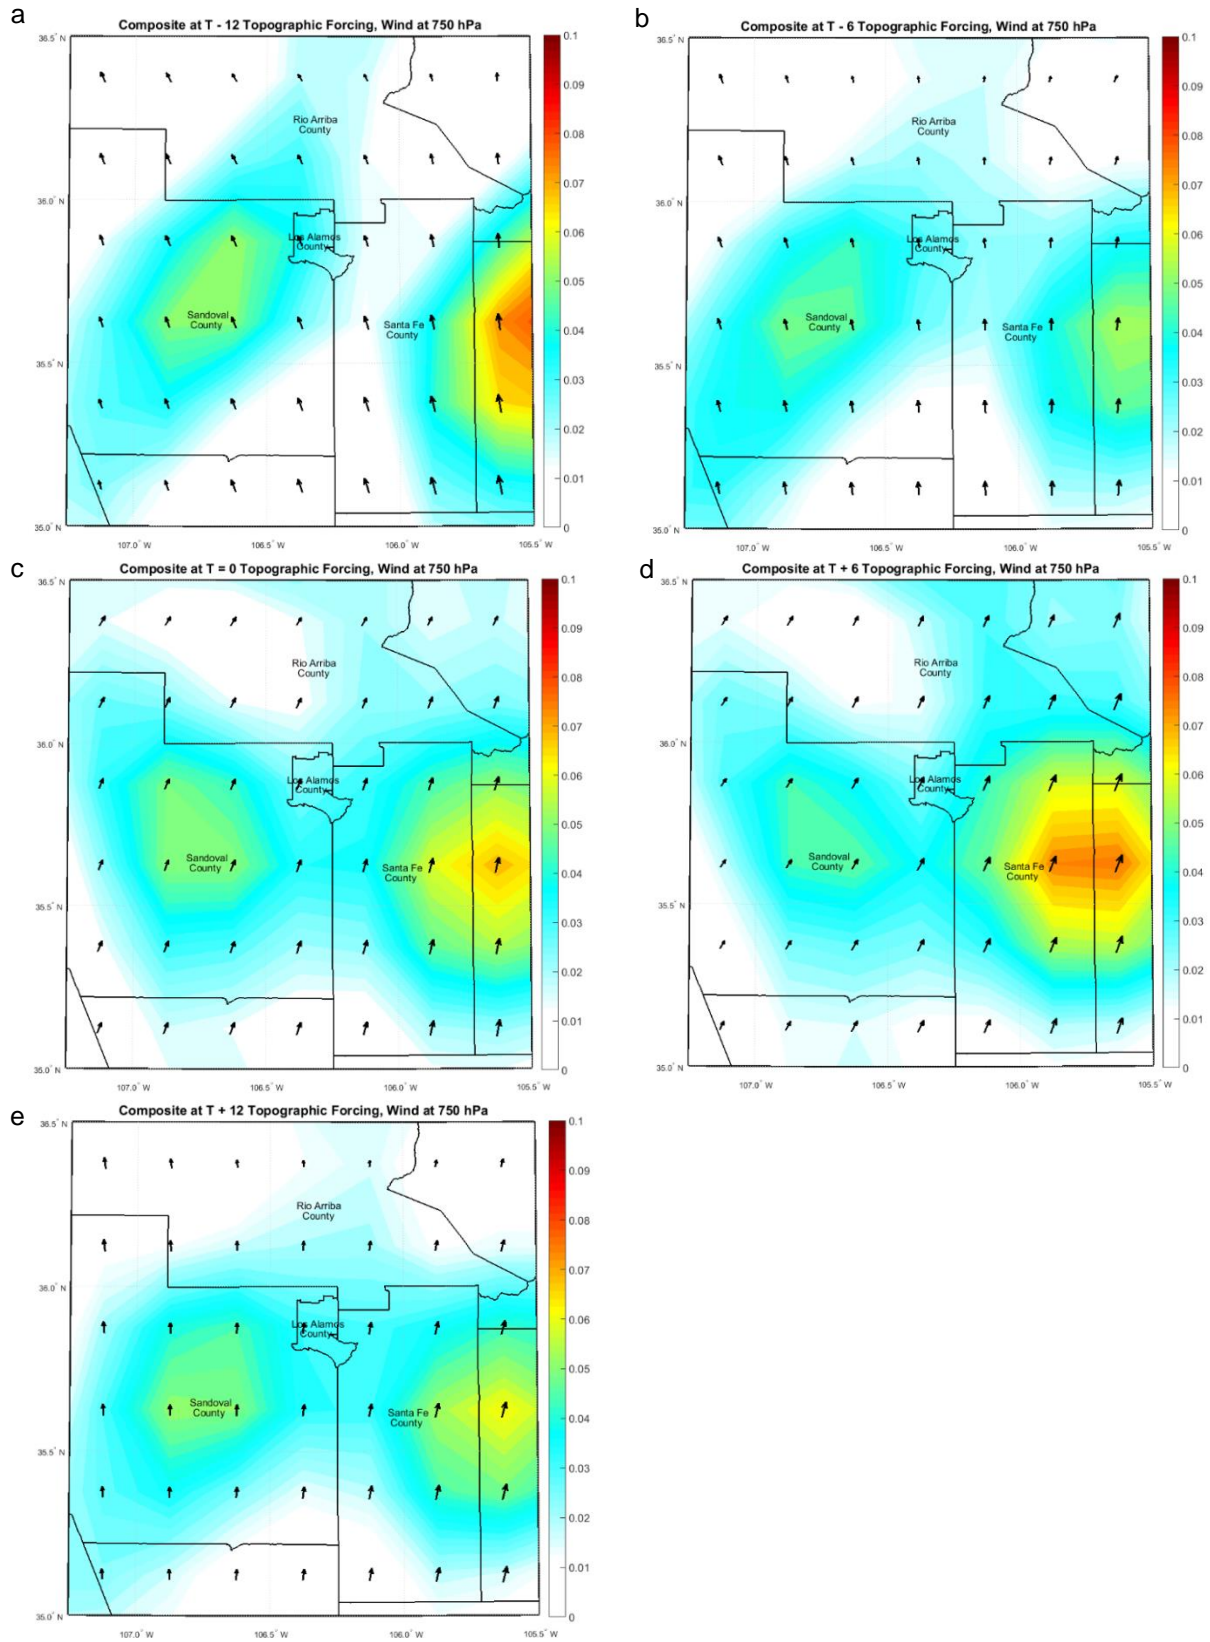 a
Composite at T - 12 Topographic Forcing, Wind at 750 hPa
36.5° N
36.0° N
35.5° N
35.0° N
107.0° W
106.5° W
106.0° W
105.5° W
Rio Arriba
County
Los Alamos
County
Sandoval
County
Santa Fe
County
0.1
0.09
0.08
0.07
0.06
0.05
0.04
0.03
0.02
0.01
0
b
Composite at T - 6 Topographic Forcing, Wind at 750 hPa
36.5° N
36.0° N
35.5° N
35.0° N
107.0° W
106.5° W
106.0° W
105.5° W
Rio Arriba
County
Los Alamos
County
Sandoval
County
Santa Fe
County
0.1
0.09
0.08
0.07
0.06
0.05
0.04
0.03
0.02
0.01
0
c
Composite at T = 0 Topographic Forcing, Wind at 750 hPa
36.5° N
36.0° N
35.5° N
35.0° N
107.0° W
106.5° W
106.0° W
105.5° W
Rio Arriba
County
Los Alamos
County
Sandoval
County
Santa Fe
County
0.1
0.09
0.08
0.07
0.06
0.05
0.04
0.03
0.02
0.01
0
d
Composite at T + 6 Topographic Forcing, Wind at 750 hPa
36.5° N
36.0° N
35.5° N
35.0° N
107.0° W
106.5° W
106.0° W
105.5° W
Rio Arriba
County
Los Alamos
County
Sandoval
County
Santa Fe
County
0.1
0.09
0.08
0.07
0.06
0.05
0.04
0.03
0.02
0.01
0
e
Composite at T + 12 Topographic Forcing, Wind at 750 hPa
36.5° N
36.0° N
35.5° N
35.0° N
107.0° W
106.5° W
106.0° W
105.5° W
Rio Arriba
County
Los Alamos
County
Sandoval
County
Santa Fe
County
0.1
0.09
0.08
0.07
0.06
0.05
0.04
0.03
0.02
0.01
0